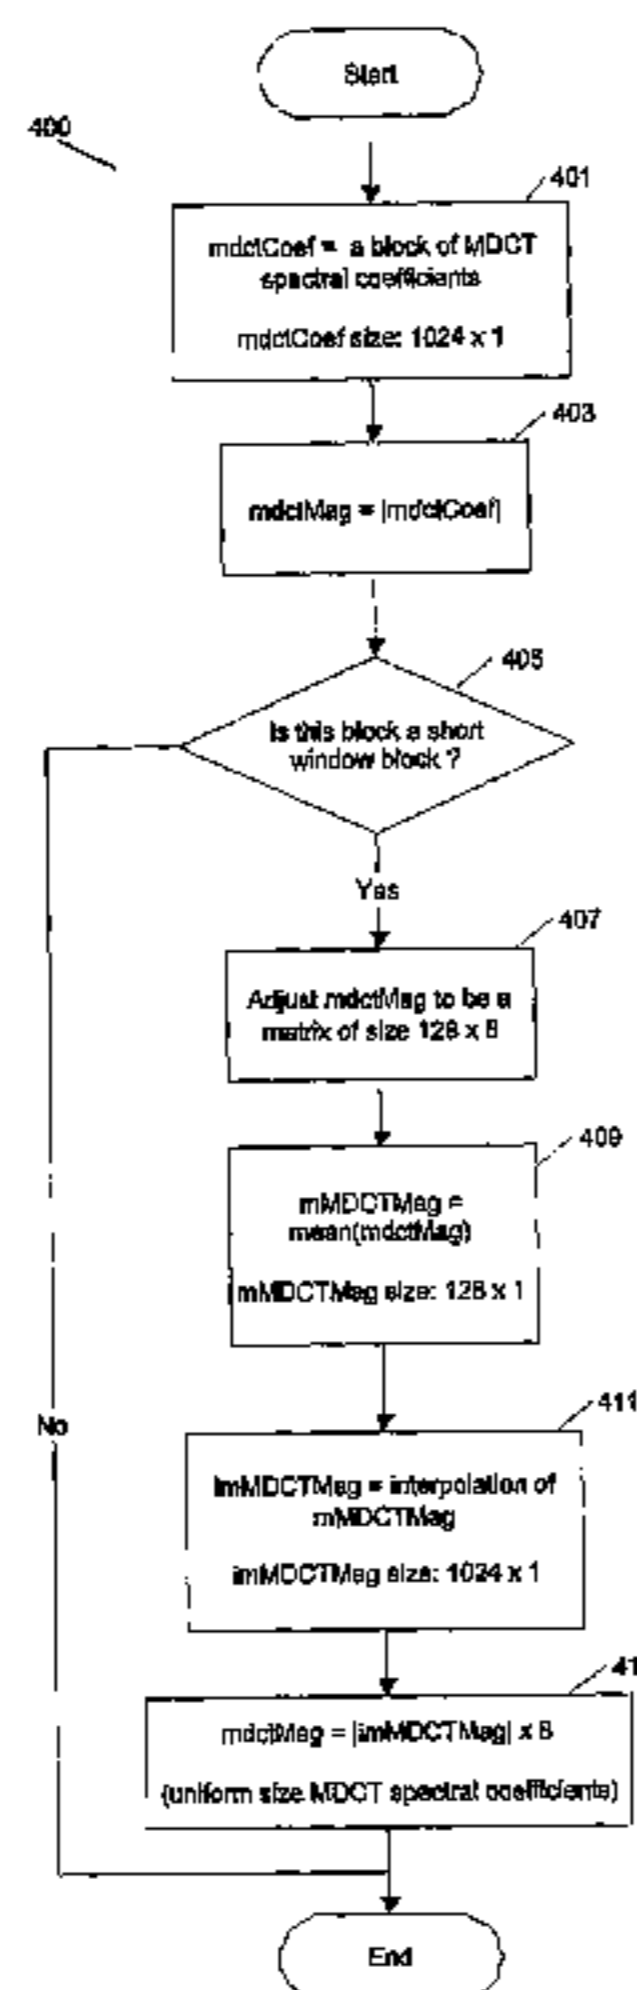 Start
400
401
mdctCoef = a block of MDCT
spectral coefficients
mdctCoef size: 1024 x 1
403
mdctMag = |mdctCoef|
405
Is this block a short
window block ?
Yes
407
Adjust mdctMag to be a
matrix of size 128 x 8
409
mMDCTMag =
mean(mdctMag)
mMDCTMag size: 128 x 1
No
411
imMDCTMag = interpolation of
mMDCTMag
imMDCTMag size: 1024 x 1
41
mdctMag = |imMDCTMag| x 8
(uniform size MDCT spectral coefficients)
End